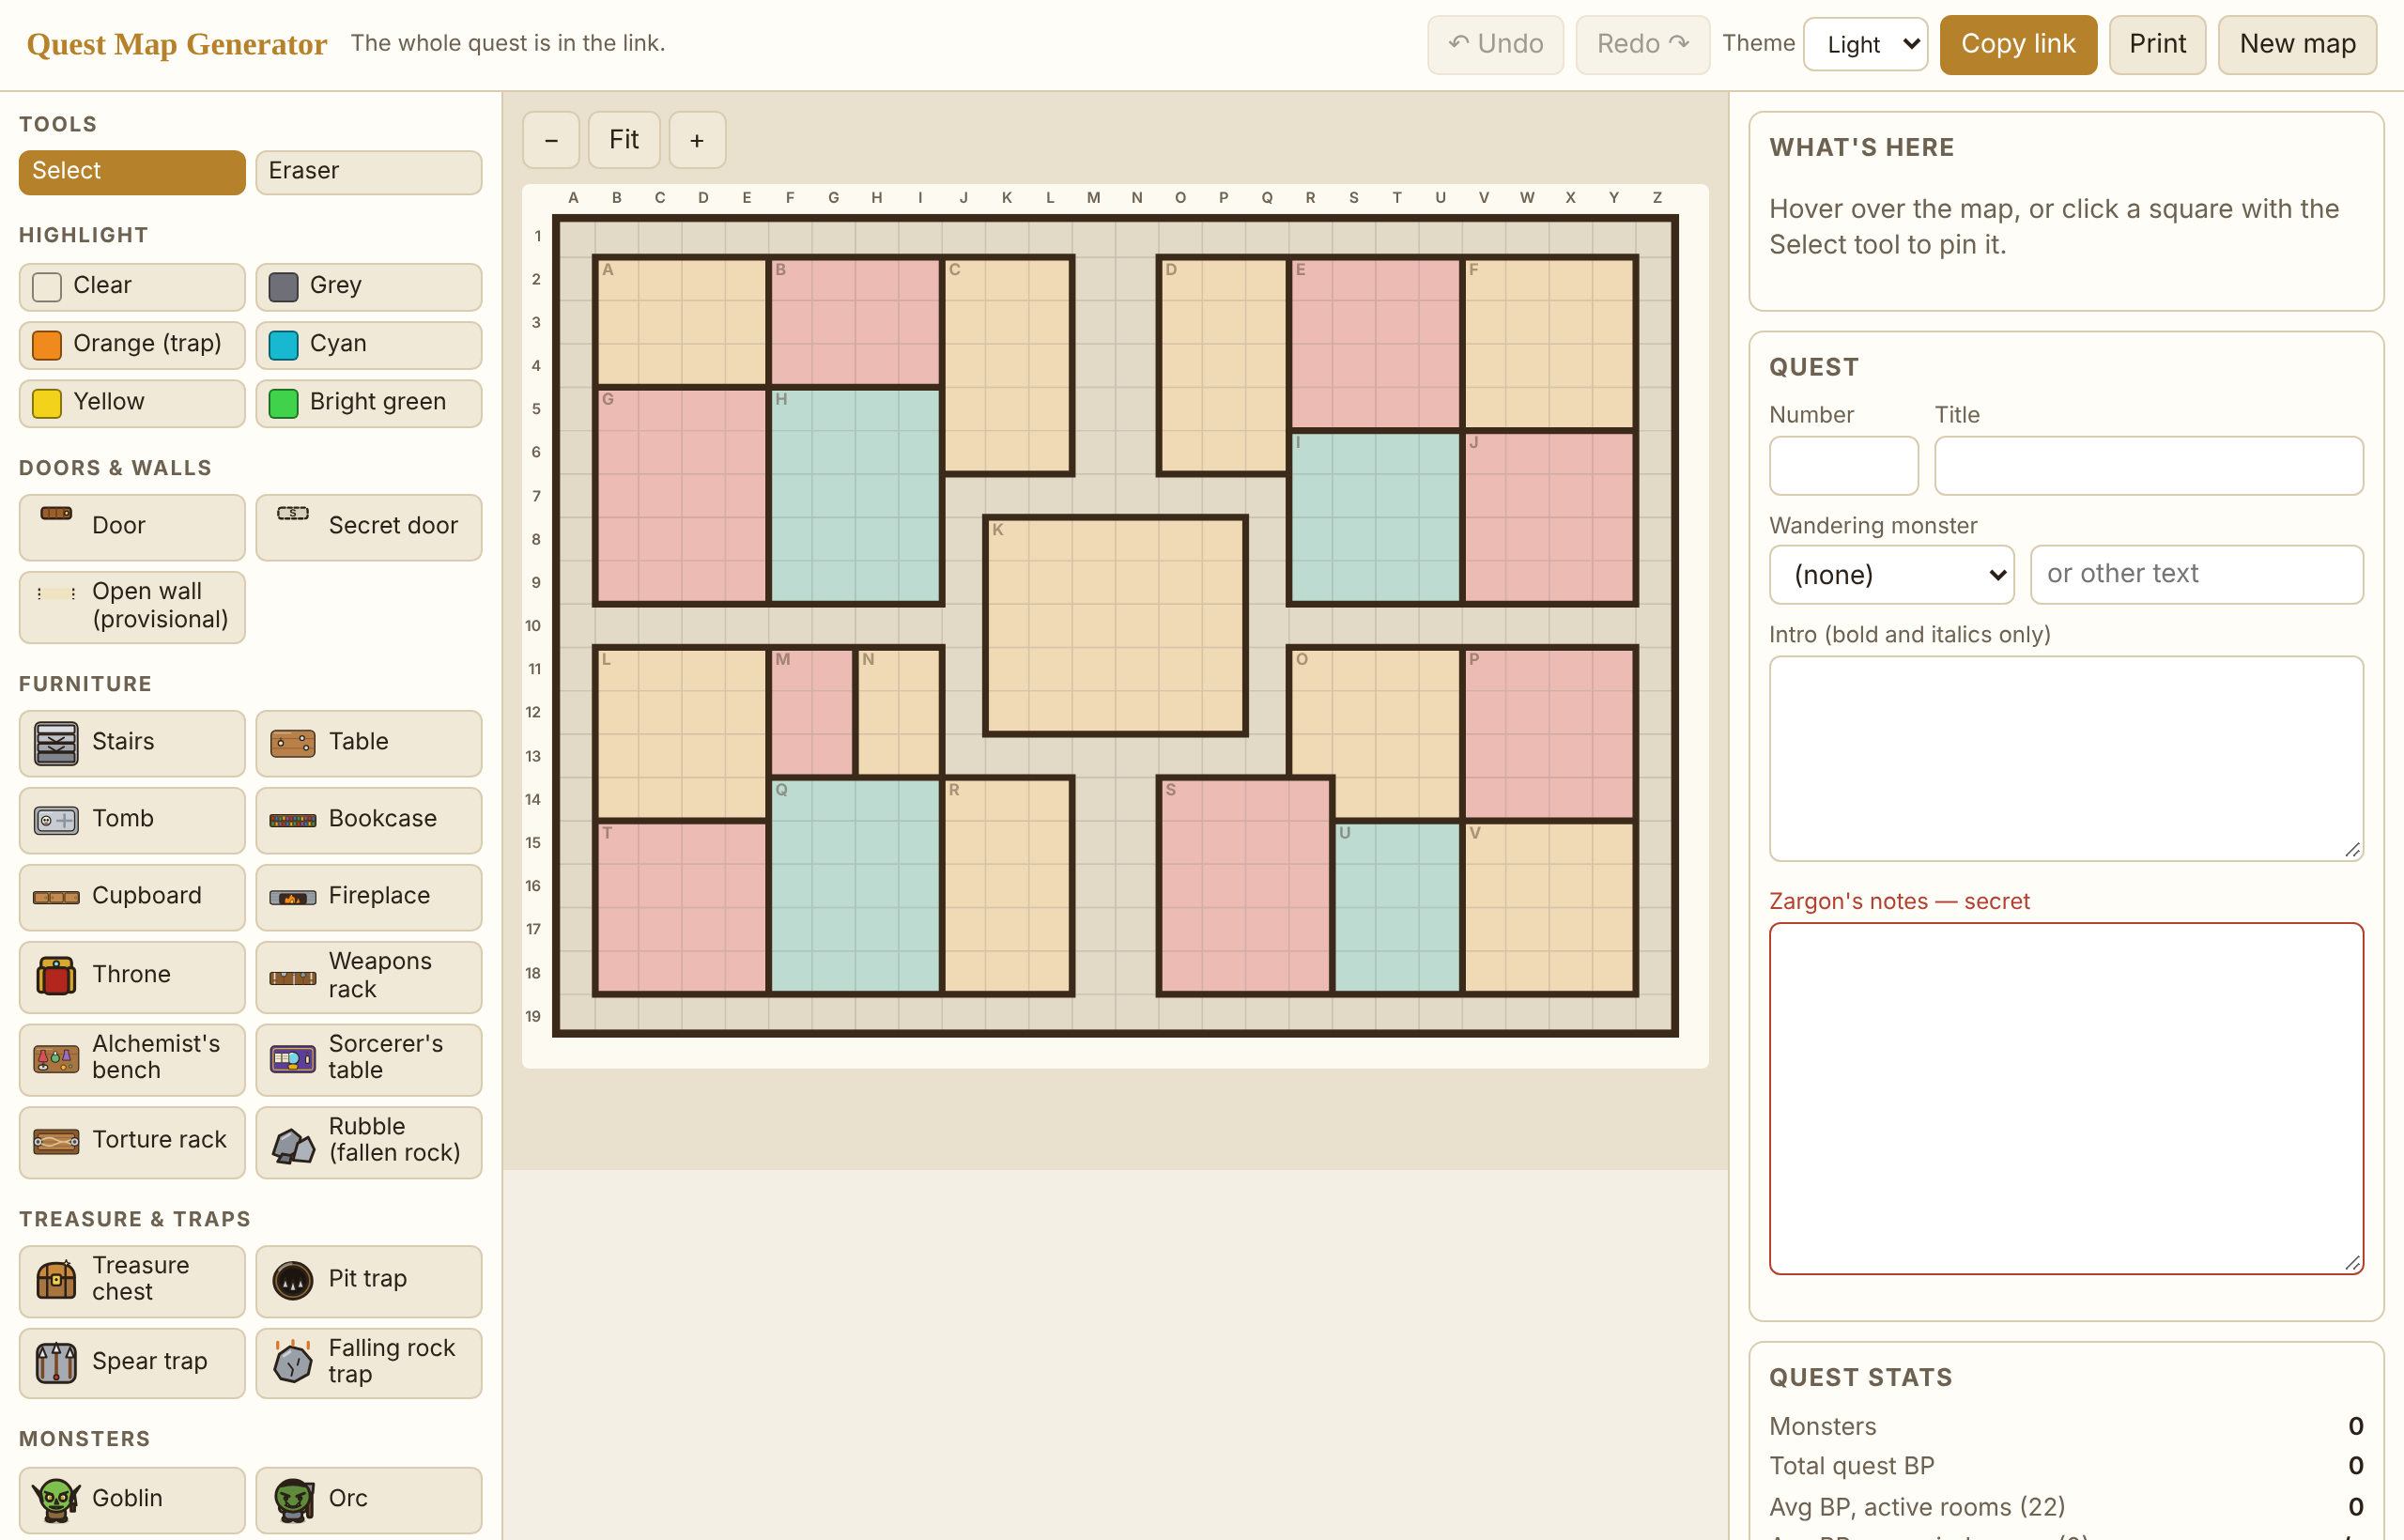 Quest Map Generator
The whole quest is in the link.
↶ Undo
Redo ↷
Theme
Light
Copy link
Print
New map
TOOLS
Select
Eraser
HIGHLIGHT
Clear
Grey
Orange (trap)
Cyan
Yellow
Bright green
DOORS & WALLS
Door
S
Secret door
Open wall
(provisional)
FURNITURE
Stairs
Table
Tomb
Bookcase
Cupboard
Fireplace
Throne
Weapons
rack
Alchemist's
bench
Sorcerer's
table
Torture rack
Rubble
(fallen rock)
TREASURE & TRAPS
Treasure
chest
Pit trap
Spear trap
Falling rock
trap
MONSTERS
Goblin
Orc
−
Fit
+
A B C D E F G H I J K L M N O P Q R S T U V W X Y Z
1
2
3
4
5
6
7
8
9
10
11
12
13
14
15
16
17
18
19
A B C D E F
G H
I J
K
L M N O P
Q R S
T U V
WHAT'S HERE
Hover over the map, or click a square with the
Select tool to pin it.
QUEST
Number
Title
Wandering monster
(none)
or other text
Intro (bold and italics only)
Zargon's notes — secret
QUEST STATS
Monsters 0
Total quest BP 0
Avg BP, active rooms (22) 0